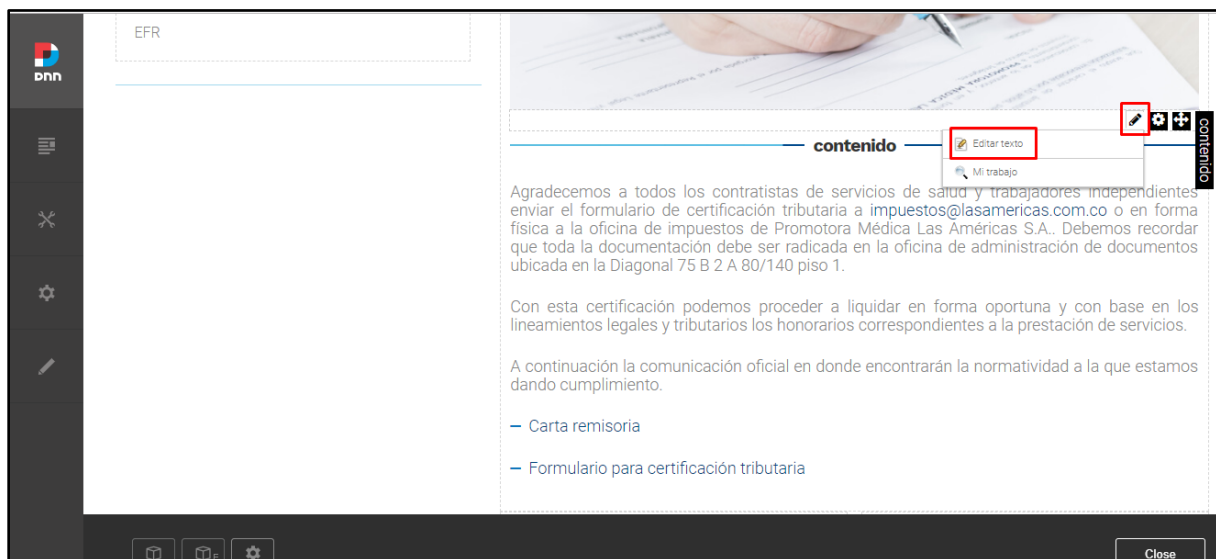 EFR
DNN
contenido
Editar texto
Mi trabajo
contenido
Agradecemos a todos los contratistas de servicios de salud y trabajadores independientes
enviar el formulario de certificación tributaria a impuestos@lasamericas.com.co o en forma
física a la oficina de impuestos de Promotora Médica Las Américas S.A.. Debemos recordar
que toda la documentación debe ser radicada en la oficina de administración de documentos
ubicada en la Diagonal 75 B 2 A 80/140 piso 1.
Con esta certificación podemos proceder a liquidar en forma oportuna y con base en los
lineamientos legales y tributarios los honorarios correspondientes a la prestación de servicios.
A continuación la comunicación oficial en donde encontrarán la normatividad a la que estamos
dando cumplimiento.
– Carta remisoria
– Formulario para certificación tributaria
E
Close